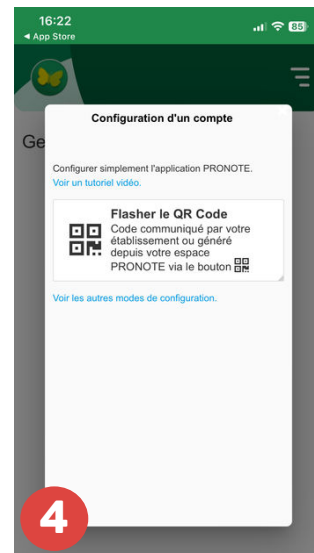 16:22
85
◀ App Store
Ge
Configuration d'un compte
Configurer simplement l'application PRONOTE.
Voir un tutoriel vidéo.
Flasher le QR Code
Code communiqué par votre
établissement ou généré
depuis votre espace
PRONOTE via le bouton
Voir les autres modes de configuration.
4